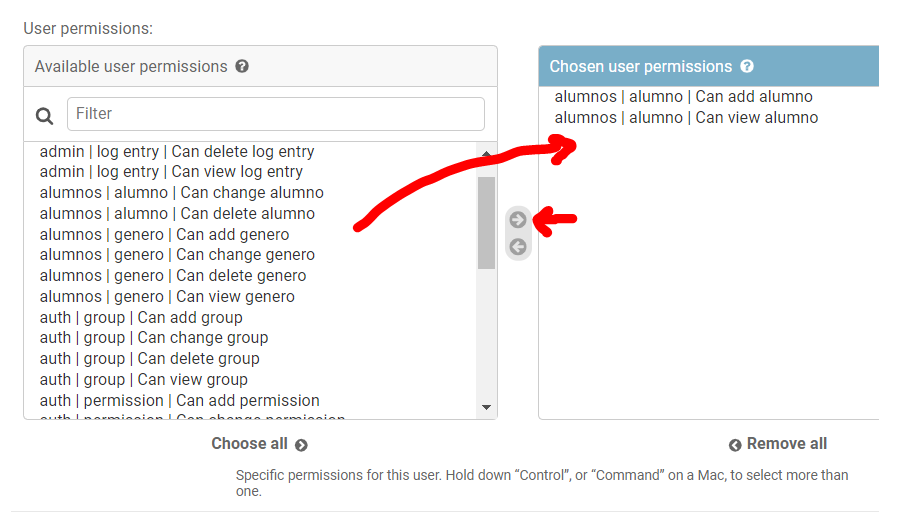 User permissions:
Available user permissions
Filter
admin | log entry | Can delete log entry
admin | log entry | Can view log entry
alumnos | alumno | Can change alumno
alumnos | alumno | Can delete alumno
alumnos | genero | Can add genero
alumnos | genero | Can change genero
alumnos | genero | Can delete genero
alumnos | genero | Can view genero
auth | group | Can add group
auth | group | Can change group
auth | group | Can delete group
auth | group | Can view group
auth | permission | Can add permission
auth | permission | Can change permission
Choose all
Chosen user permissions
alumnos | alumno | Can add alumno
alumnos | alumno | Can view alumno
Remove all
Specific permissions for this user. Hold down “Control”, or “Command” on a Mac, to select more than
one.